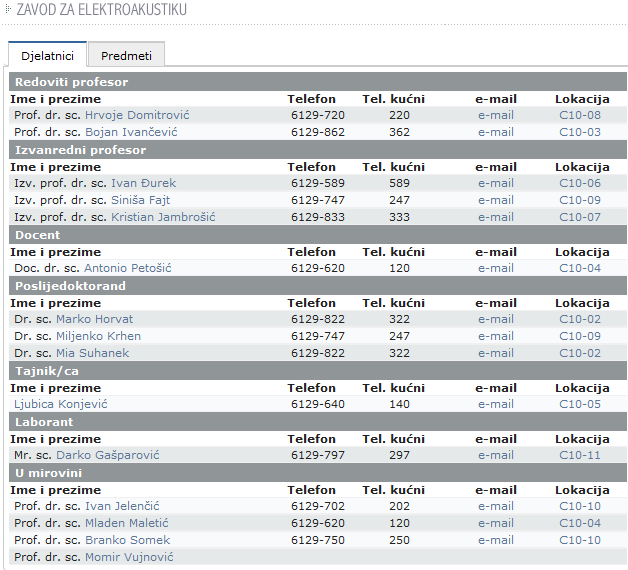 ZAVOD ZA ELEKTROAKUSTIKU
Djelatnici Predmeti
Redoviti profesor
Ime i prezime Telefon Tel. kućni e-mail Lokacija
Prof. dr. sc. Hrvoje Domitrović 6129-720 220 e-mail C10-08
Prof. dr. sc. Bojan Ivančević 6129-862 362 e-mail C10-03
Izvanredni profesor
Ime i prezime Telefon Tel. kućni e-mail Lokacija
Izv. prof. dr. sc. Ivan Đurek 6129-589 589 e-mail C10-06
Izv. prof. dr. sc. Siniša Fajt 6129-747 247 e-mail C10-09
Izv. prof. dr. sc. Kristian Jambrošić 6129-833 333 e-mail C10-07
Docent
Ime i prezime Telefon Tel. kućni e-mail Lokacija
Doc. dr. sc. Antonio Petošić 6129-620 120 e-mail C10-04
Poslijedoktorand
Ime i prezime Telefon Tel. kućni e-mail Lokacija
Dr. sc. Marko Horvat 6129-822 322 e-mail C10-02
Dr. sc. Miljenko Krhen 6129-747 247 e-mail C10-09
Dr. sc. Mia Suhanek 6129-822 322 e-mail C10-02
Tajnik/ca
Ime i prezime Telefon Tel. kućni e-mail Lokacija
Ljubica Konjević 6129-640 140 e-mail C10-05
Laborant
Ime i prezime Telefon Tel. kućni e-mail Lokacija
Mr. sc. Darko Gašparović 6129-797 297 e-mail C10-11
U mirovini
Ime i prezime Telefon Tel. kućni e-mail Lokacija
Prof. dr. sc. Ivan Jelenčić 6129-702 202 e-mail C10-10
Prof. dr. sc. Mladen Maletić 6129-620 120 e-mail C10-04
Prof. dr. sc. Branko Somek 6129-750 250 e-mail C10-10
Prof. dr. sc. Momir Vujnović